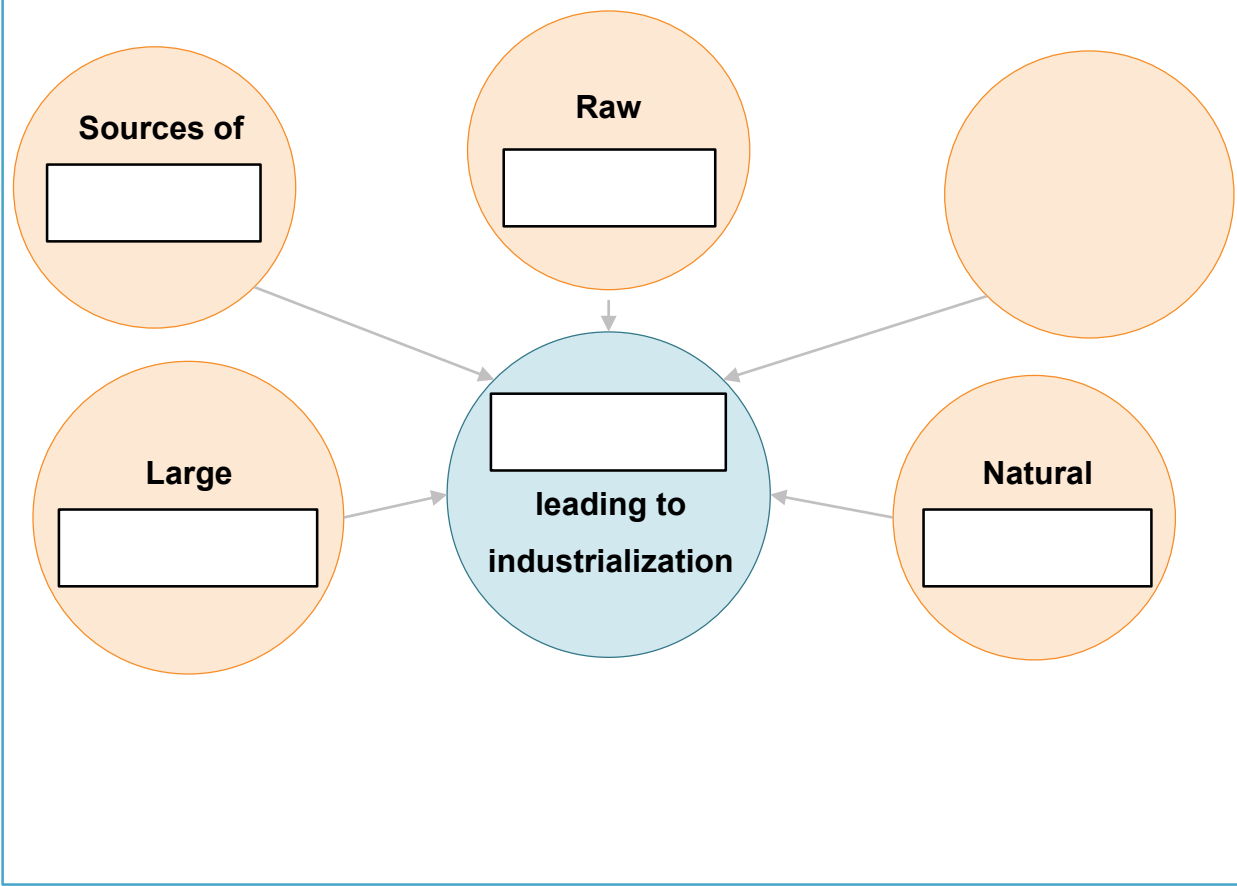 Sources of
Raw
Large
leading to
industrialization
Natural